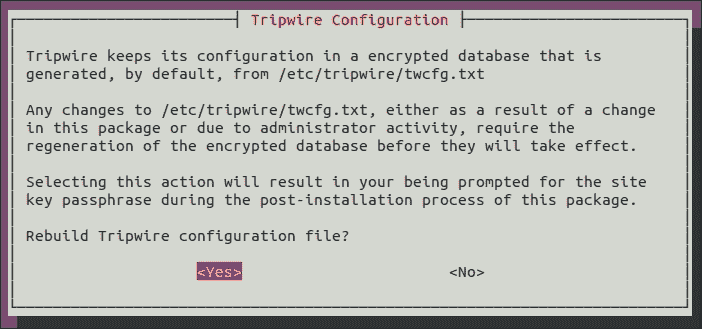 Tripwire Configuration
Tripwire keeps its configuration in a encrypted database that is
generated, by default, from /etc/tripwire/twcfg.txt
Any changes to /etc/tripwire/twcfg.txt, either as a result of a change
in this package or due to administrator activity, require the
regeneration of the encrypted database before they will take effect.
Selecting this action will result in your being prompted for the site
key passphrase during the post-installation process of this package.
Rebuild Tripwire configuration file?
<Yes> <No>